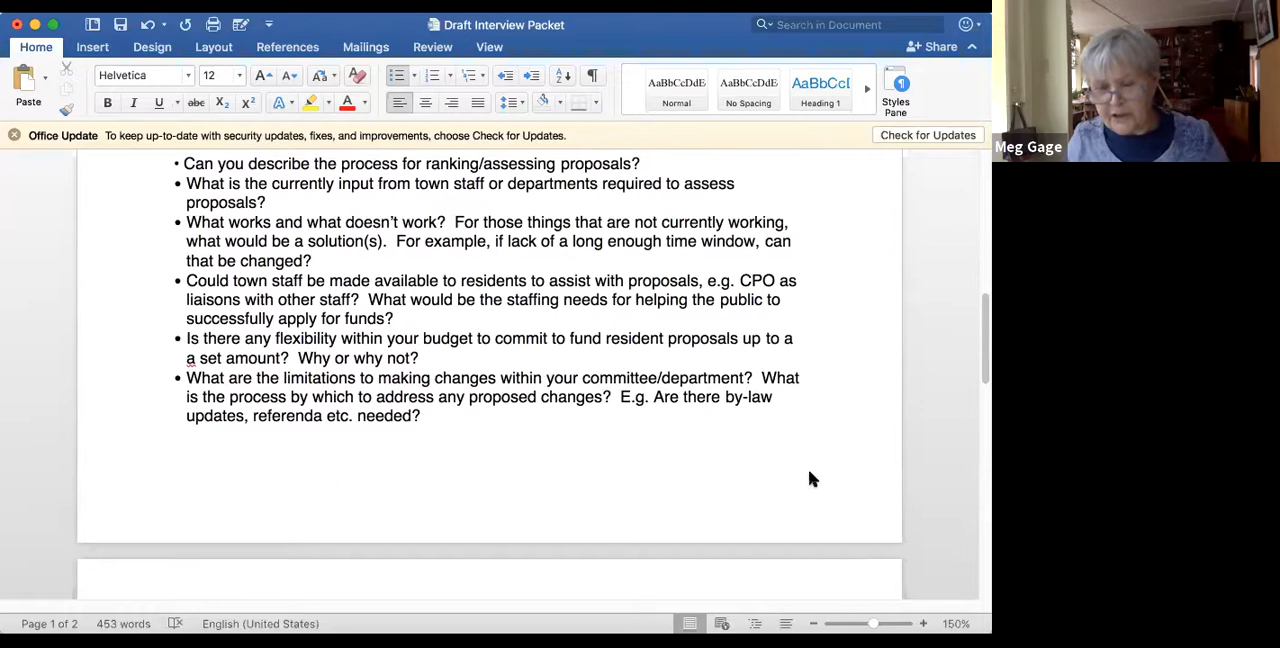 Draft Interview Packet
Search in Document
Home Insert Design Layout References Mailings Review View
Share
Paste
Helvetica 12
B I U abc X2 X2
AaBbCcDdE AaBbCcDdE AaBbCcI
Normal No Spacing Heading 1
Styles
Pane
Office Update To keep up-to-date with security updates, fixes, and improvements, choose Check for Updates.
Check for Updates
Meg Gage
• Can you describe the process for ranking/assessing proposals?
• What is the currently input from town staff or departments required to assess
proposals?
• What works and what doesn't work? For those things that are not currently working,
what would be a solution(s). For example, if lack of a long enough time window, can
that be changed?
• Could town staff be made available to residents to assist with proposals, e.g. CPO as
liaisons with other staff? What would be the staffing needs for helping the public to
successfully apply for funds?
• Is there any flexibility within your budget to commit to fund resident proposals up to a
a set amount? Why or why not?
• What are the limitations to making changes within your committee/department? What
is the process by which to address any proposed changes? E.g. Are there by-law
updates, referenda etc. needed?
Page 1 of 2 453 words English (United States) 150%